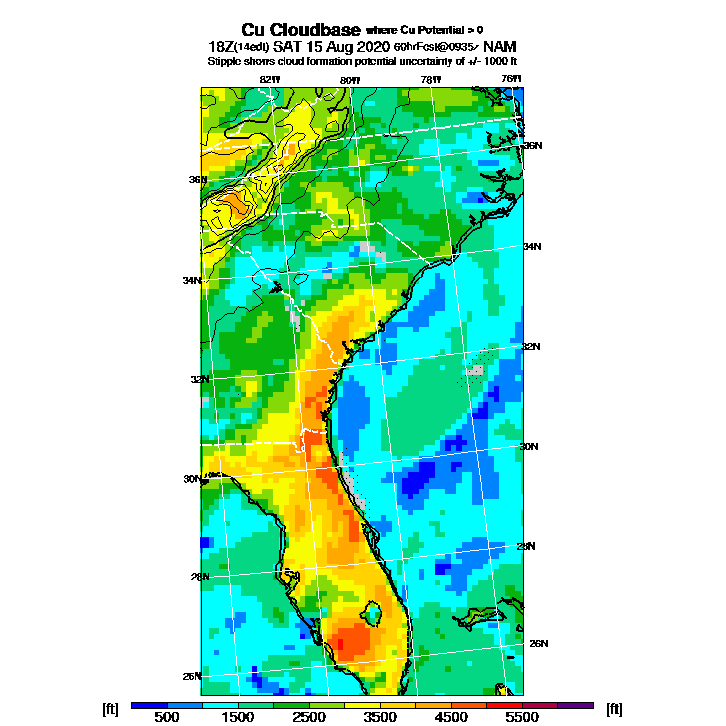 Cu Cloudbase where Cu Potential > 0
18Z(14edt) SAT 15 Aug 2020 60hrFcst@0935z NAM
Stipple shows cloud formation potential uncertainty of +/- 1000 ft
82W 80W 78W 76W
36N 36N
34N 34N
32N 32N
30N 30N
28N 28N
26N 26N
[ft] [ft]
500 1500 2500 3500 4500 5500